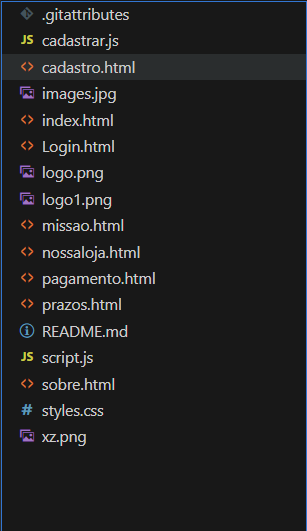 .gitattributes
JS cadastrar.js
<> cadastro.html
images.jpg
<> index.html
<> Login.html
logo.png
logo1.png
<> missao.html
<> nossaloja.html
<> pagamento.html
<> prazos.html
README.md
JS script.js
<> sobre.html
# styles.css
xz.png